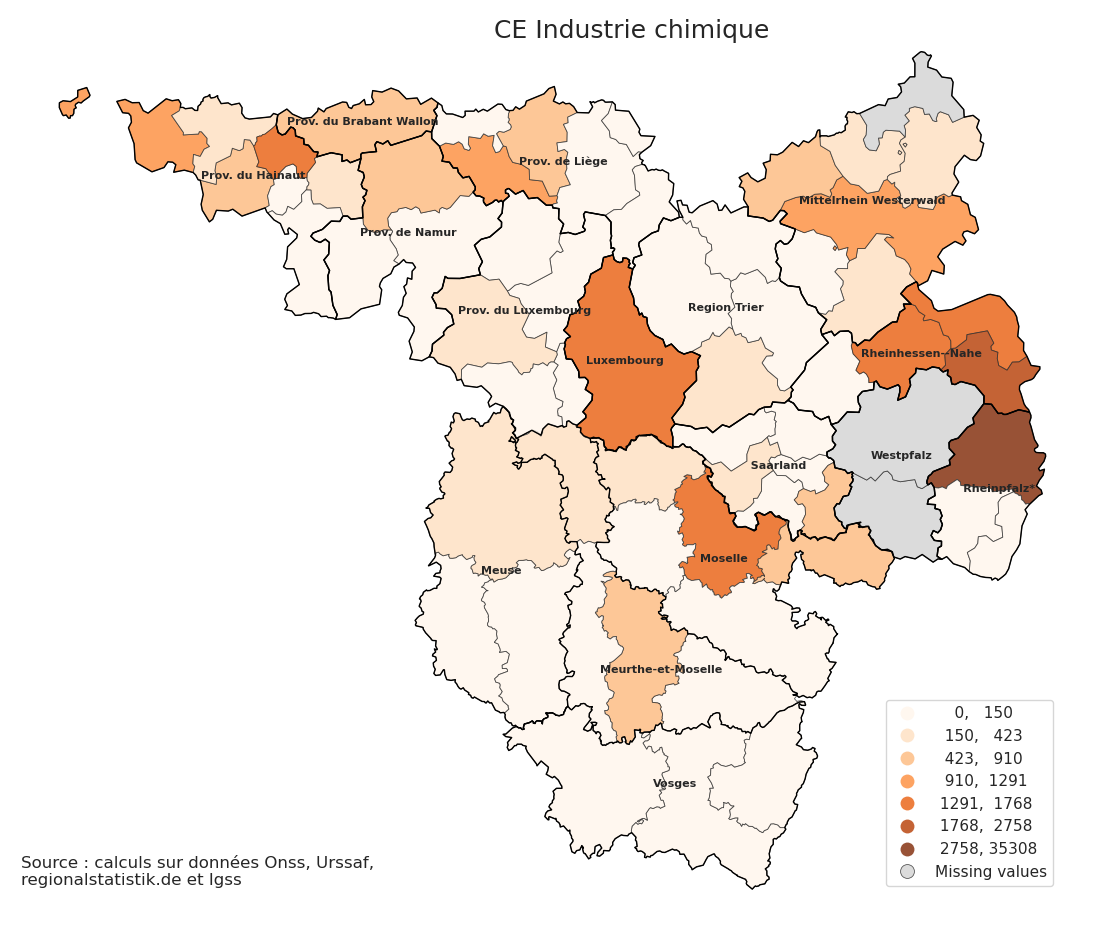 CE Industrie chimique
Prov. du Brabant Wallon
Prov. de Liège
Prov. du Hainaut
Mittelrhein Westerwald
Prov. de Namur
Region Trier
Prov. du Luxembourg
Rheinhessen--Nahe
Luxembourg
Westpfalz
Saarland
Rheinpfalz*
Moselle
Meuse
Meurthe-et-Moselle
Vosges
0, 150
150, 423
423, 910
910, 1291
1291, 1768
1768, 2758
2758, 35308
Missing values
Source : calculs sur données Onss, Urssaf,
regionalstatistik.de et Igss